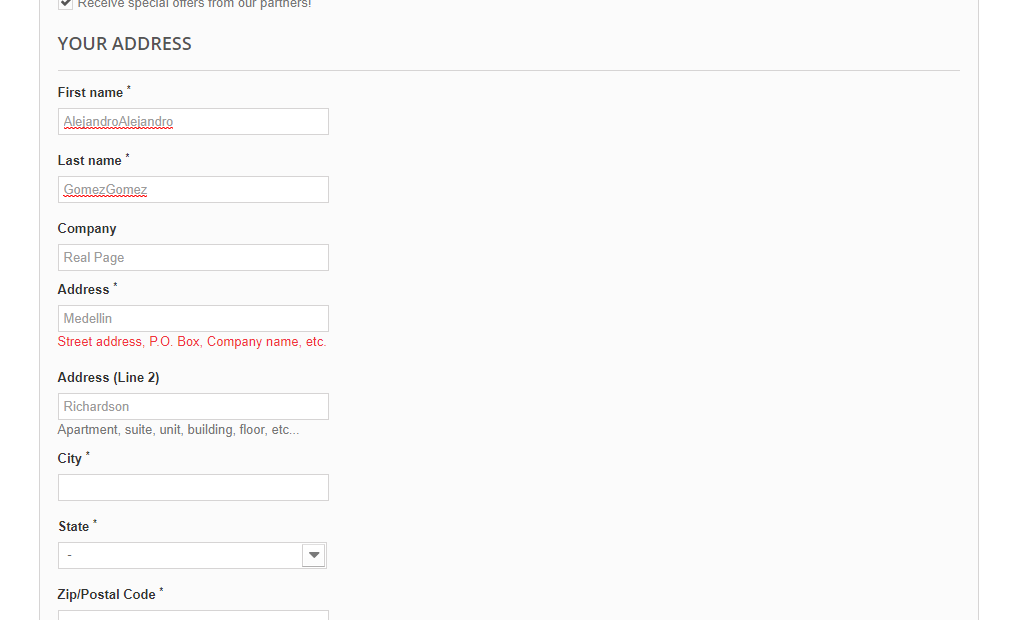 Receive special offers from our partners!
YOUR ADDRESS
First name *
AlejandroAlejandro
Last name *
GomezGomez
Company
Real Page
Address *
Medellin
Street address, P.O. Box, Company name, etc.
Address (Line 2)
Richardson
Apartment, suite, unit, building, floor, etc...
City *
State *
-
Zip/Postal Code *